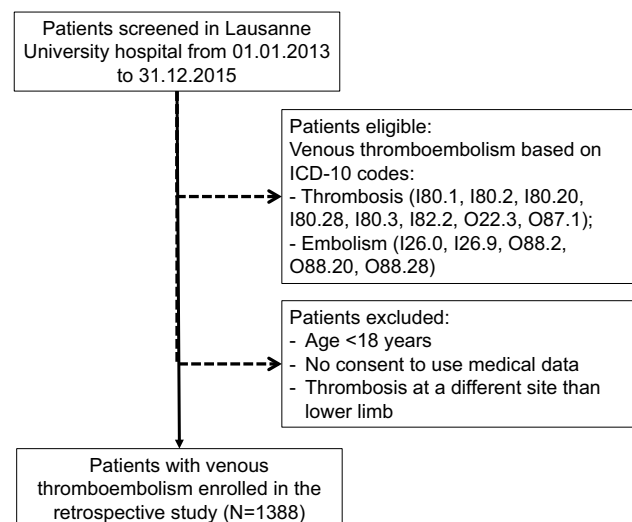 Patients screened in Lausanne
University hospital from 01.01.2013
to 31.12.2015
Patients eligible:
Venous thromboembolism based on
ICD-10 codes:
- Thrombosis (I80.1, I80.2, I80.20,
I80.28, I80.3, I82.2, O22.3, O87.1);
- Embolism (I26.0, I26.9, O88.2,
O88.20, O88.28)
Patients excluded:
- Age <18 years
- No consent to use medical data
- Thrombosis at a different site than
lower limb
Patients with venous
thromboembolism enrolled in the
retrospective study (N=1388)